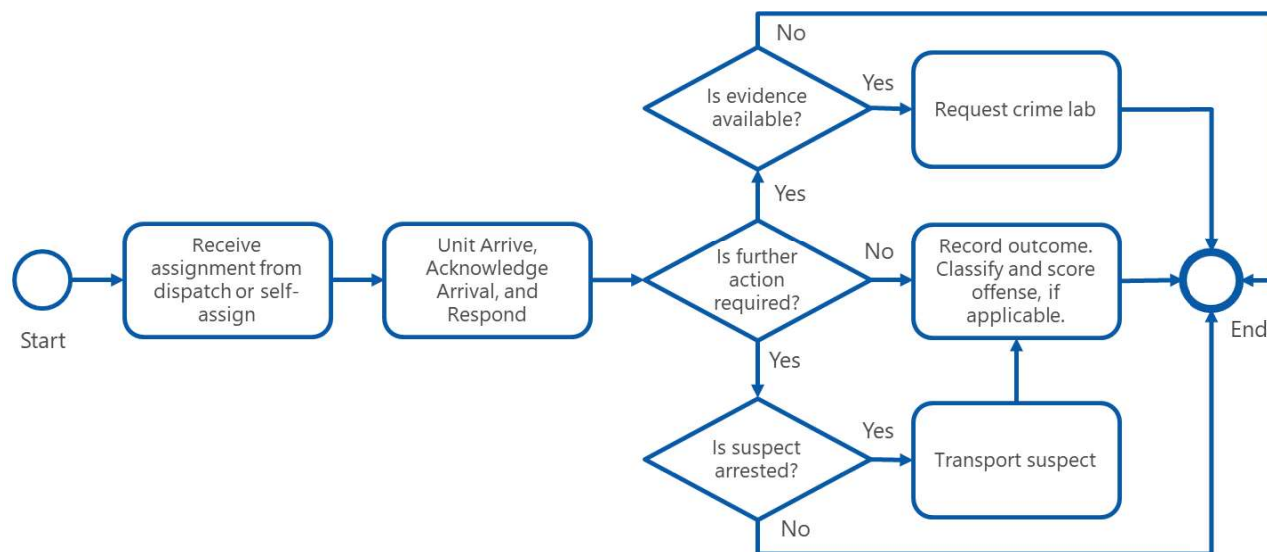 No
Is evidence
available?
Yes
Request crime lab
Yes
Start
Receive
assignment from
dispatch or self-
assign
Unit Arrive,
Acknowledge
Arrival, and
Respond
Is further
action
required?
No
Record outcome.
Classify and score
offense, if
applicable.
End
Yes
Is suspect
arrested?
Yes
Transport suspect
No